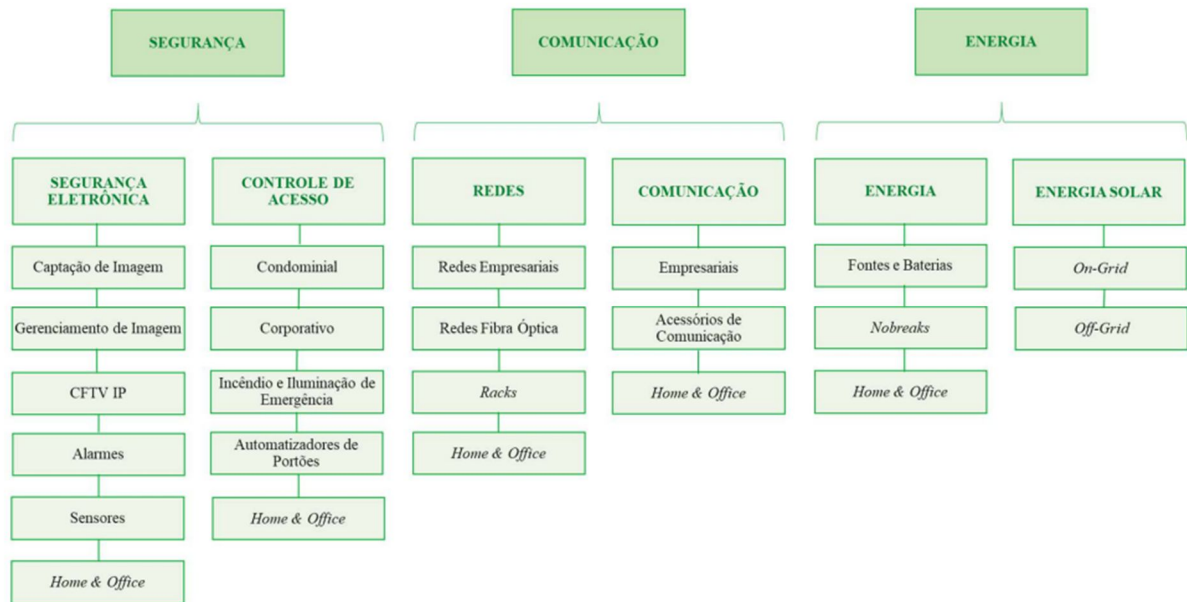 SEGURANÇA
COMUNICAÇÃO
ENERGIA
SEGURANÇA
ELETRÔNICA
CONTROLE DE
ACESSO
REDES
COMUNICAÇÃO
ENERGIA
ENERGIA SOLAR
Captação de Imagem
Condominial
Redes Empresariais
Empresariais
Fontes e Baterias
On-Grid
Gerenciamento de Imagem
Corporativo
Redes Fibra Óptica
Acessórios de
Comunicação
Nobreaks
Off-Grid
CFTV IP
Incêndio e Iluminação de
Emergência
Racks
Home & Office
Home & Office
Alarmes
Automatizadores de
Portões
Home & Office
Sensores
Home & Office
Home & Office